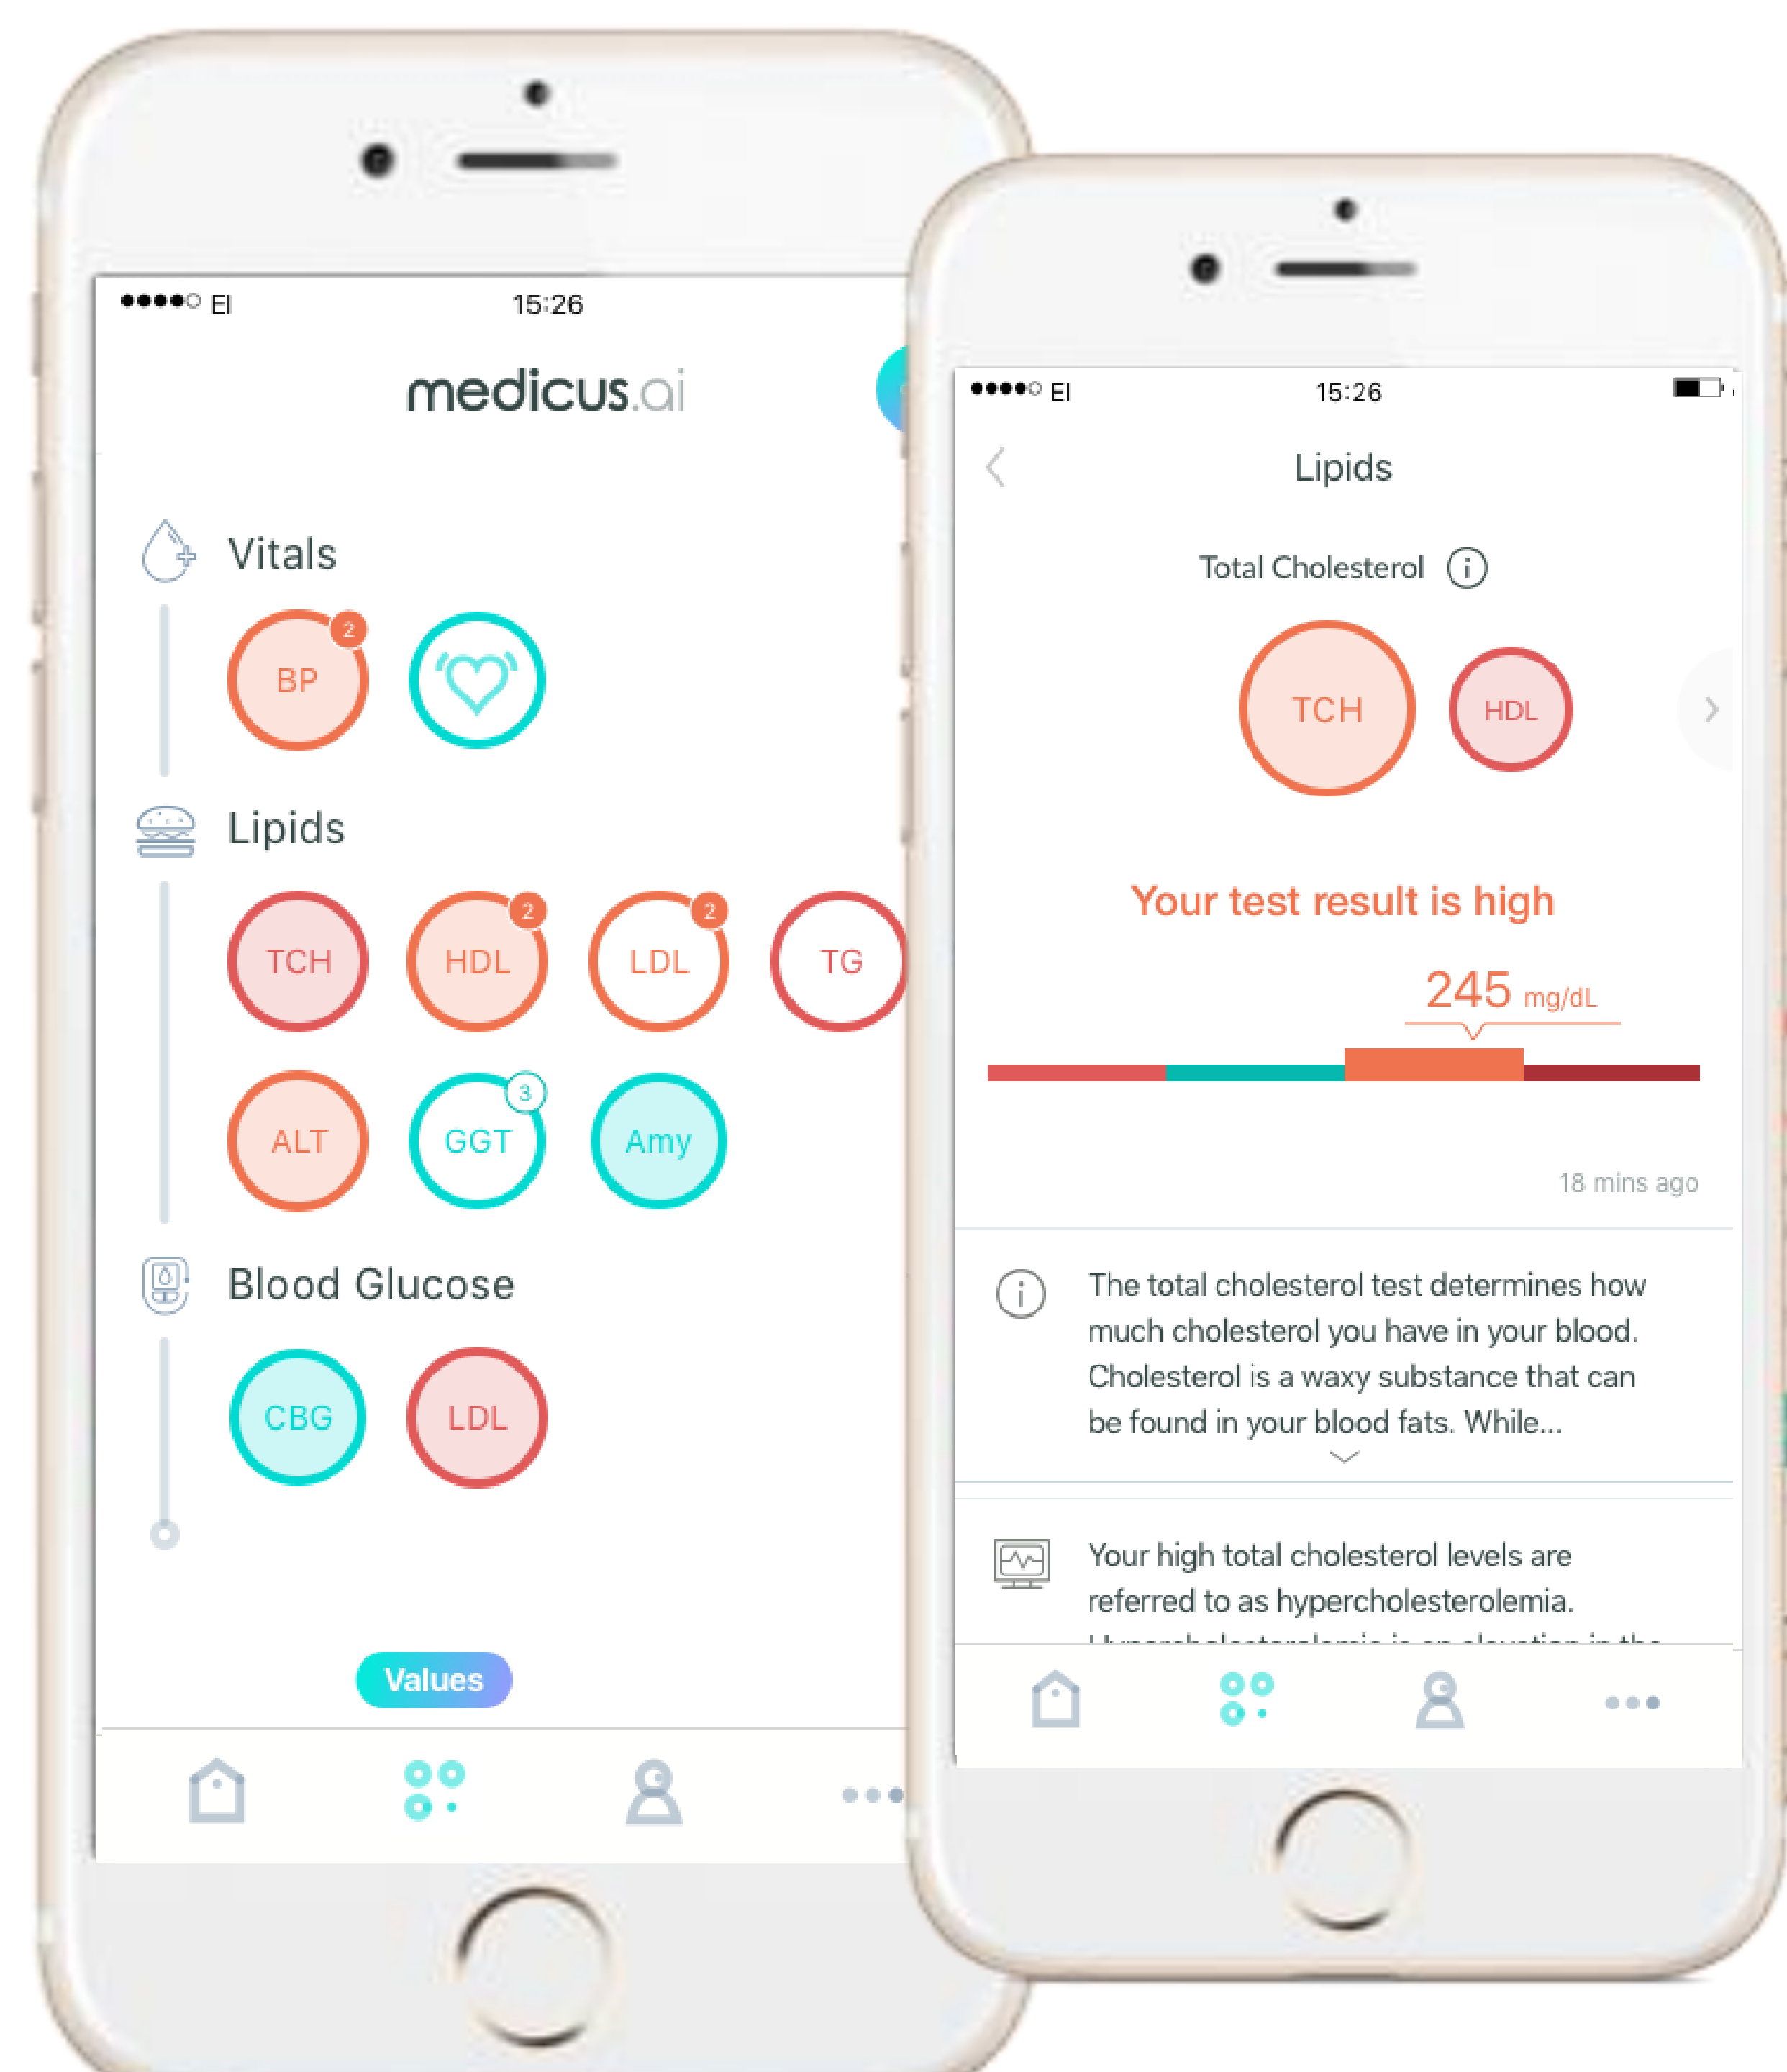 EI
15:26
medicus.ai
Vitals
2
BP
Lipids
2
2
TCH
HDL
LDL
TG
3
ALT
GGT
Amy
Blood Glucose
CBG
LDL
Values
EI
15:26
Lipids
Total Cholesterol
TCH
HDL
Your test result is high
245 mg/dL
18 mins ago
The total cholesterol test determines how
much cholesterol you have in your blood.
Cholesterol is a waxy substance that can
be found in your blood fats. While...
Your high total cholesterol levels are
referred to as hypercholesterolemia.